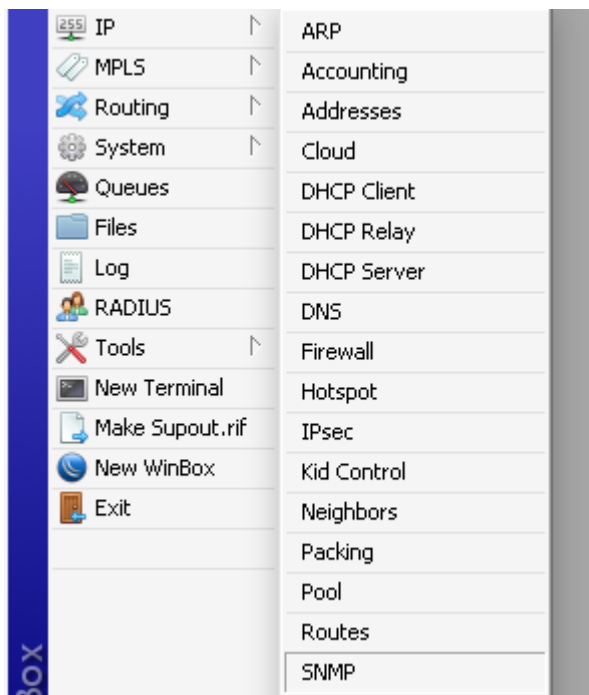 IP
MPLS
Routing
System
Queues
Files
Log
RADIUS
Tools
New Terminal
Make Supout.rif
New WinBox
Exit
ARP
Accounting
Addresses
Cloud
DHCP Client
DHCP Relay
DHCP Server
DNS
Firewall
Hotspot
IPsec
Kid Control
Neighbors
Packing
Pool
Routes
SNMP
Box
255